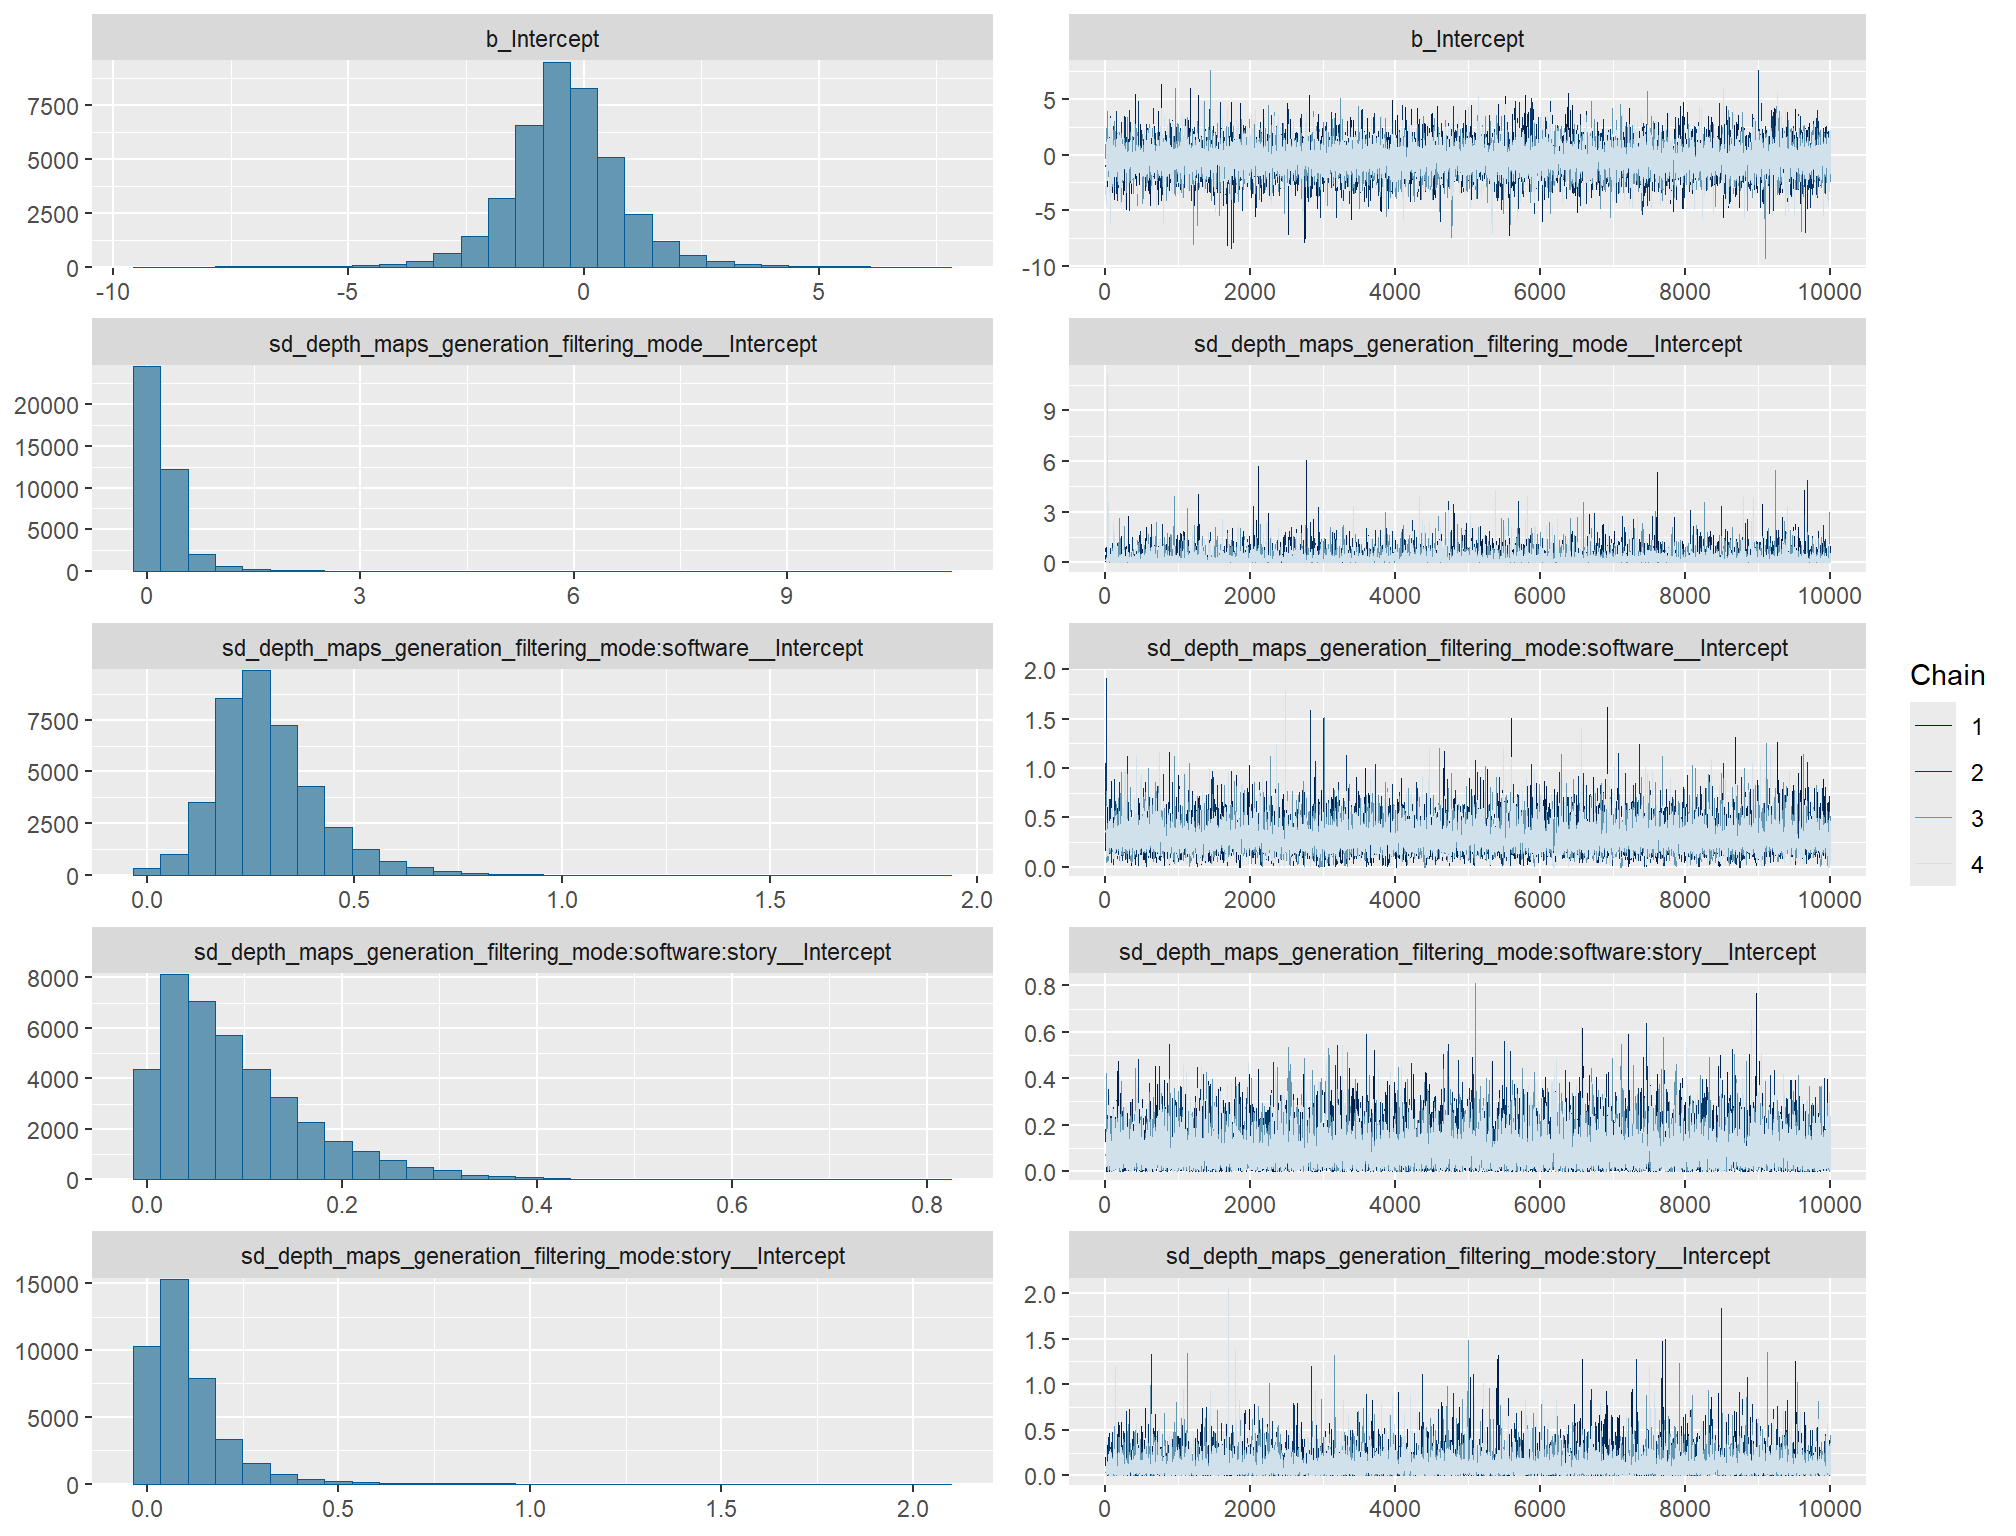 b_Intercept
7500
5000
2500
0
-10 -5 0 5
b_Intercept
5
0
-5
-10
0 2000 4000 6000 8000 10000
sd_depth_maps_generation_filtering_mode__Intercept
20000
15000
10000
5000
0
0 3 6 9
sd_depth_maps_generation_filtering_mode__Intercept
9
6
3
0
0 2000 4000 6000 8000 10000
sd_depth_maps_generation_filtering_mode:software__Intercept
7500
5000
2500
0
0.0 0.5 1.0 1.5 2.0
sd_depth_maps_generation_filtering_mode:software__Intercept
2.0
1.5
1.0
0.5
0.0
0 2000 4000 6000 8000 10000
sd_depth_maps_generation_filtering_mode:software:story__Intercept
8000
6000
4000
2000
0
0.0 0.2 0.4 0.6 0.8
sd_depth_maps_generation_filtering_mode:software:story__Intercept
0.8
0.6
0.4
0.2
0.0
0 2000 4000 6000 8000 10000
sd_depth_maps_generation_filtering_mode:story__Intercept
15000
10000
5000
0
0.0 0.5 1.0 1.5 2.0
sd_depth_maps_generation_filtering_mode:story__Intercept
2.0
1.5
1.0
0.5
0.0
0 2000 4000 6000 8000 10000
Chain
1
2
3
4